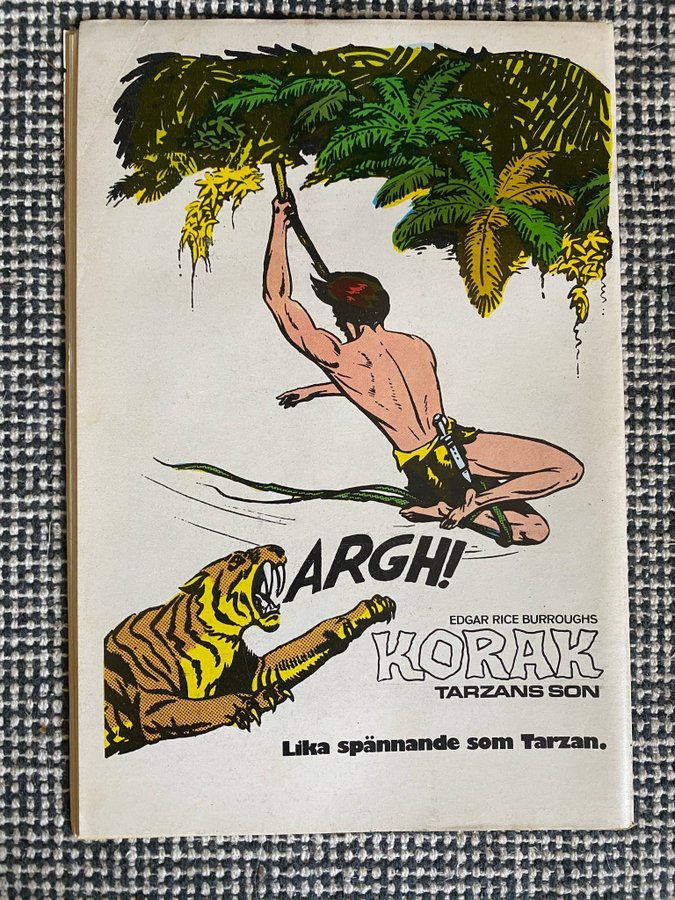 ARGH!
EDGAR RICE BURROUGHS
KORAK
TARZANS SON
Lika spännande som Tarzan.